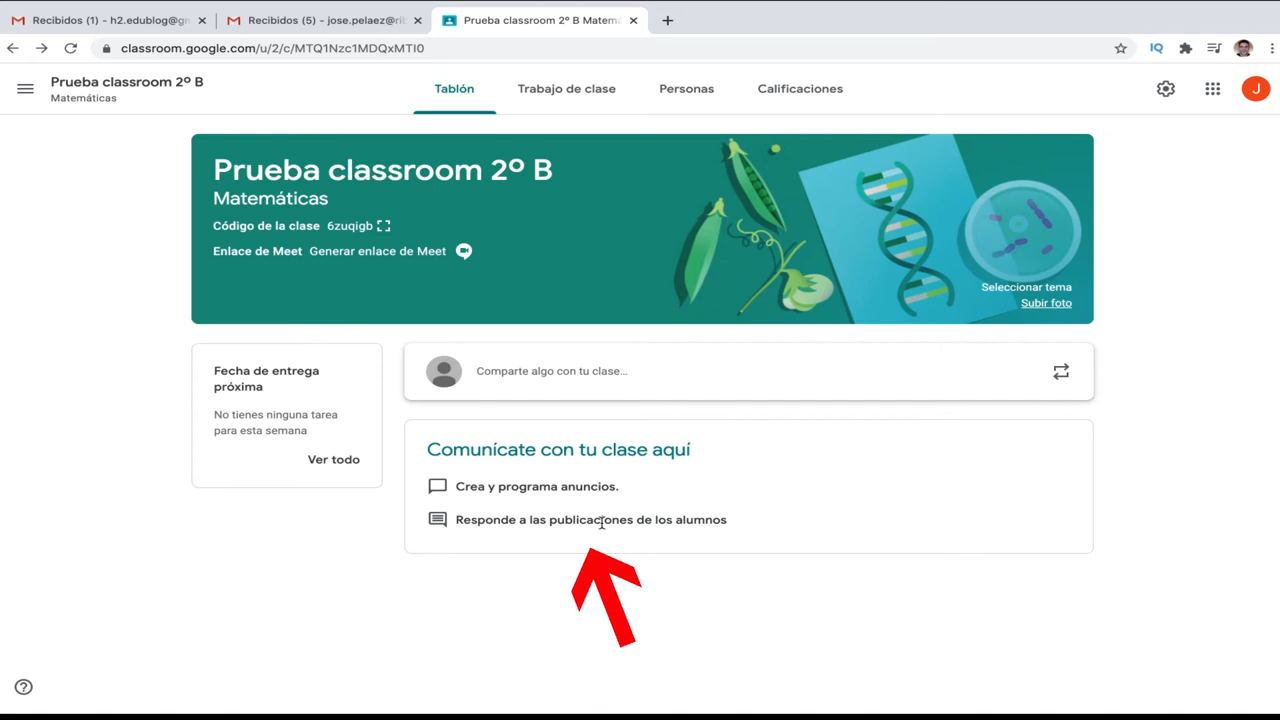 Recibidos (1) - h2.edublog@gm
Recibidos (5) - jose.pelaez@rib
Prueba classroom 2º B Matemá
classroom.google.com/u/2/c/MTQ1Nzc1MDQxMTI0
IQ
Prueba classroom 2º B
Matemáticas
Tablón
Trabajo de clase
Personas
Calificaciones
J
Prueba classroom 2º B
Matemáticas
Código de la clase 6zuqigb
Enlace de Meet Generar enlace de Meet
Seleccionar tema
Subir foto
Fecha de entrega
próxima
No tienes ninguna tarea
para esta semana
Ver todo
Comparte algo con tu clase...
Comunícate con tu clase aquí
Crea y programa anuncios.
Responde a las publicaciones de los alumnos